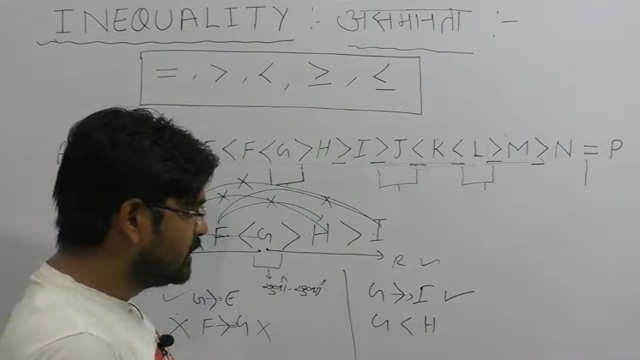 INEQUALITY : असमानता :-
=, >, <, ≥, ≤
< F < G > H ≥ I ≥ J ≤ K ≤ L ≥ M ≥ N = P
F < G > H > I
R ✓
✓ G > E
G > I ✓
X F > G X
G < H